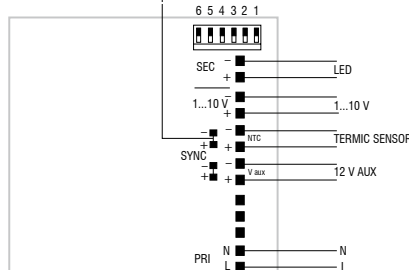 6 5 4 3 2 1
SEC - LED
+
1...10 V - 1...10 V
+
- - NTC TERMIC SENSOR
+ +
SYNC
- - V aux 12 V AUX
+ +
PRI N N
L L